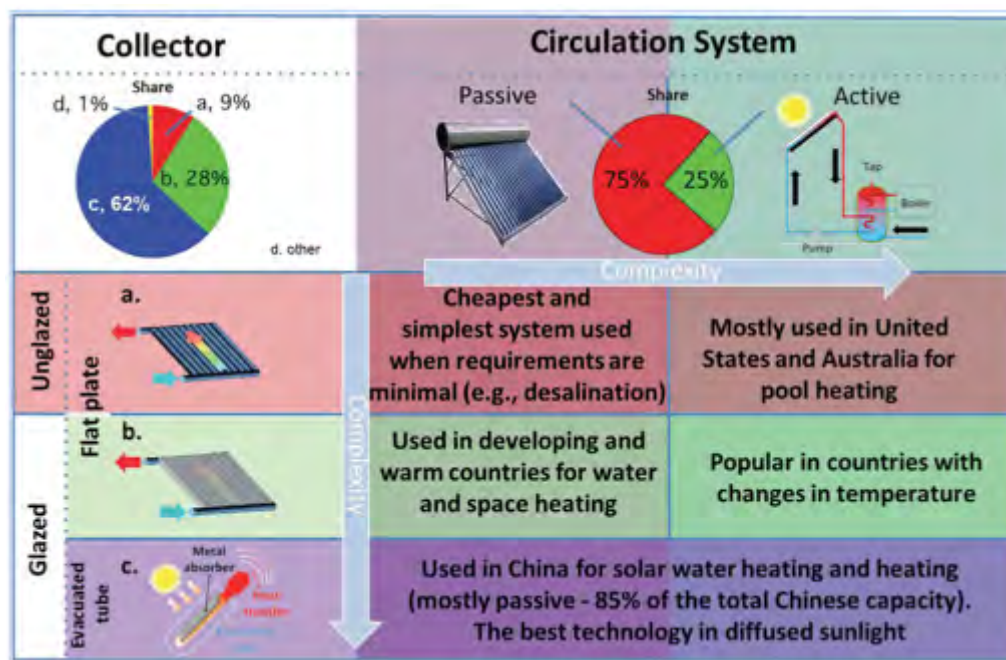 Collector
Circulation System
Share
d, 1%
a, 9%
b, 28%
c, 62%
d. other
Passive
Share
Active
75%
25%
Tap
Boiler
Pump
Complexity
Complexity
Unglazed
Glazed
Flat plate
Evacuated
tube
a.
Cheapest and
simplest system used
when requirements are
minimal (e.g., desalination)
Mostly used in United
States and Australia for
pool heating
b.
Used in developing and
warm countries for water
and space heating
Popular in countries with
changes in temperature
c.
Metal
absorber
Used in China for solar water heating and heating
(mostly passive - 85% of the total Chinese capacity).
The best technology in diffused sunlight